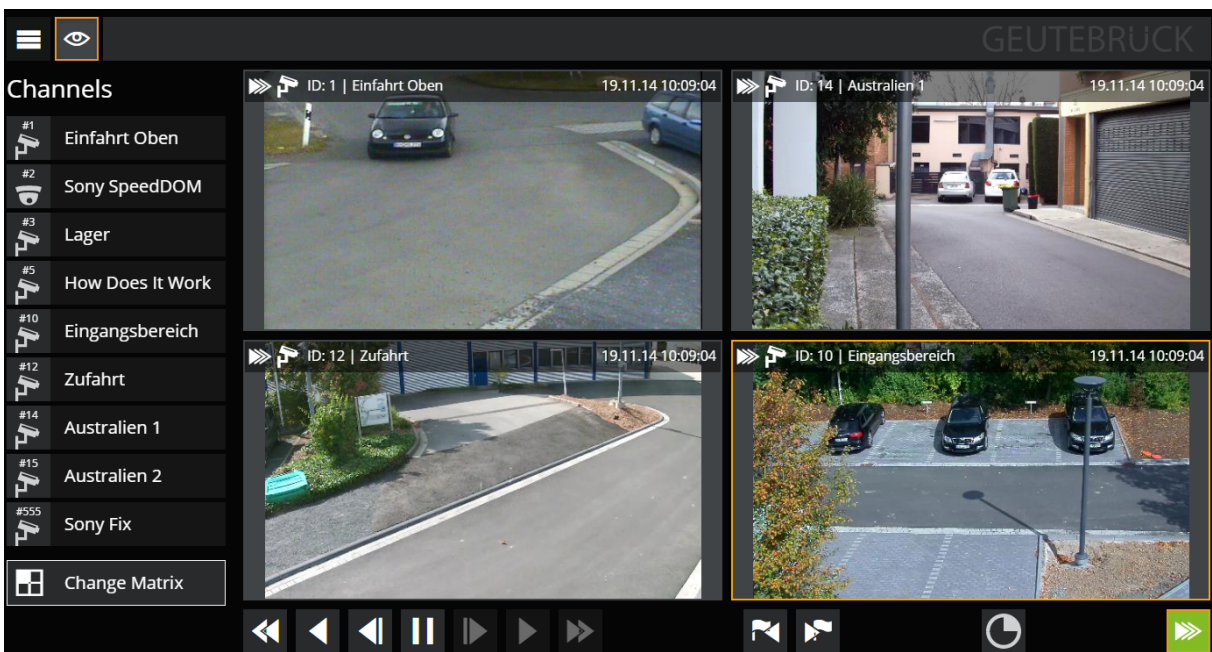 GEUTEBRÜCK
Channels
#1
Einfahrt Oben
#2
Sony SpeedDOM
#3
Lager
#5
How Does It Work
#10
Eingangsbereich
#12
Zufahrt
#14
Australien 1
#15
Australien 2
#555
Sony Fix
Change Matrix
ID: 1 | Einfahrt Oben 19.11.14 10:09:04
ID: 14 | Australien 1 19.11.14 10:09:04
ID: 12 | Zufahrt 19.11.14 10:09:04
ID: 10 | Eingangsbereich 19.11.14 10:09:04